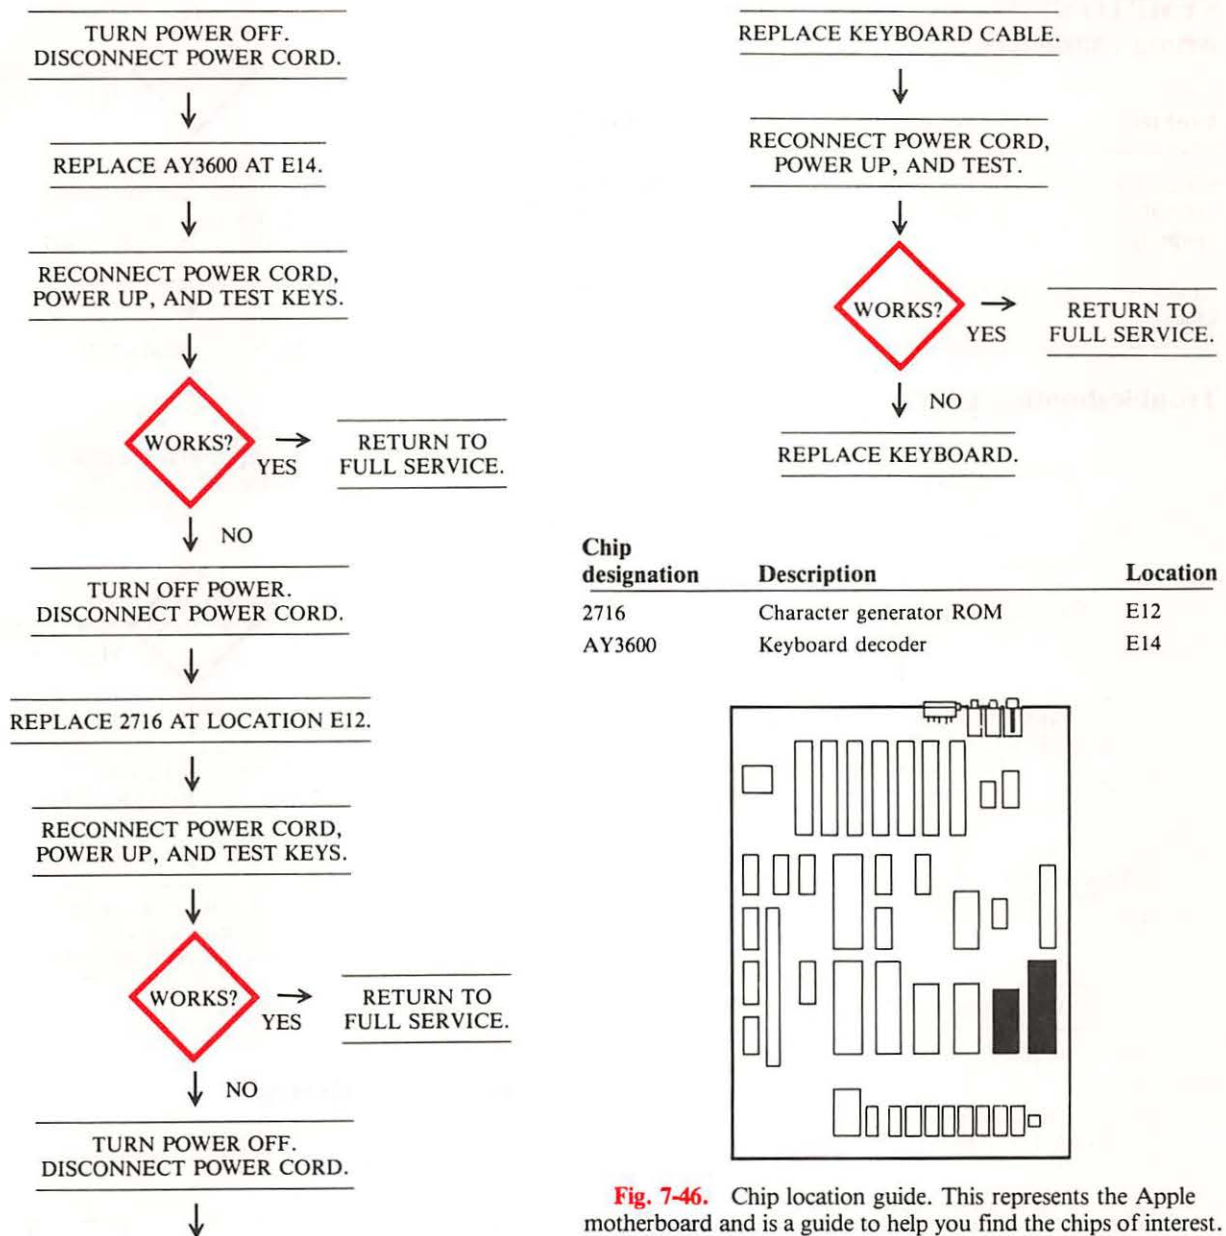 TURN POWER OFF.
DISCONNECT POWER CORD.
REPLACE AY3600 AT E14.
RECONNECT POWER CORD,
POWER UP, AND TEST KEYS.
WORKS?
YES
RETURN TO
FULL SERVICE.
NO
TURN OFF POWER.
DISCONNECT POWER CORD.
REPLACE 2716 AT LOCATION E12.
RECONNECT POWER CORD,
POWER UP, AND TEST KEYS.
WORKS?
YES
RETURN TO
FULL SERVICE.
NO
TURN POWER OFF.
DISCONNECT POWER CORD.
REPLACE KEYBOARD CABLE.
RECONNECT POWER CORD,
POWER UP, AND TEST.
WORKS?
YES
RETURN TO
FULL SERVICE.
NO
REPLACE KEYBOARD.
Chip
designation Description Location
2716 Character generator ROM E12
AY3600 Keyboard decoder E14
Fig. 7-46. Chip location guide. This represents the Apple
motherboard and is a guide to help you find the chips of interest.